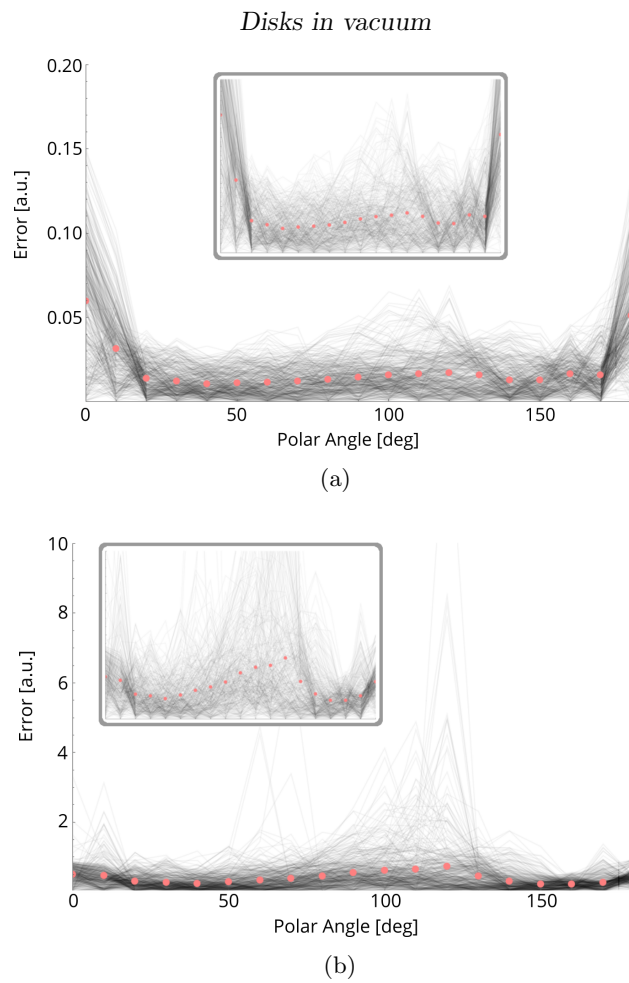 Disks in vacuum
0.20
0.15
0.10
0.05
Error [a.u.]
0 50 100 150
Polar Angle [deg]
(a)
10
8
6
4
2
Error [a.u.]
0 50 100 150
Polar Angle [deg]
(b)